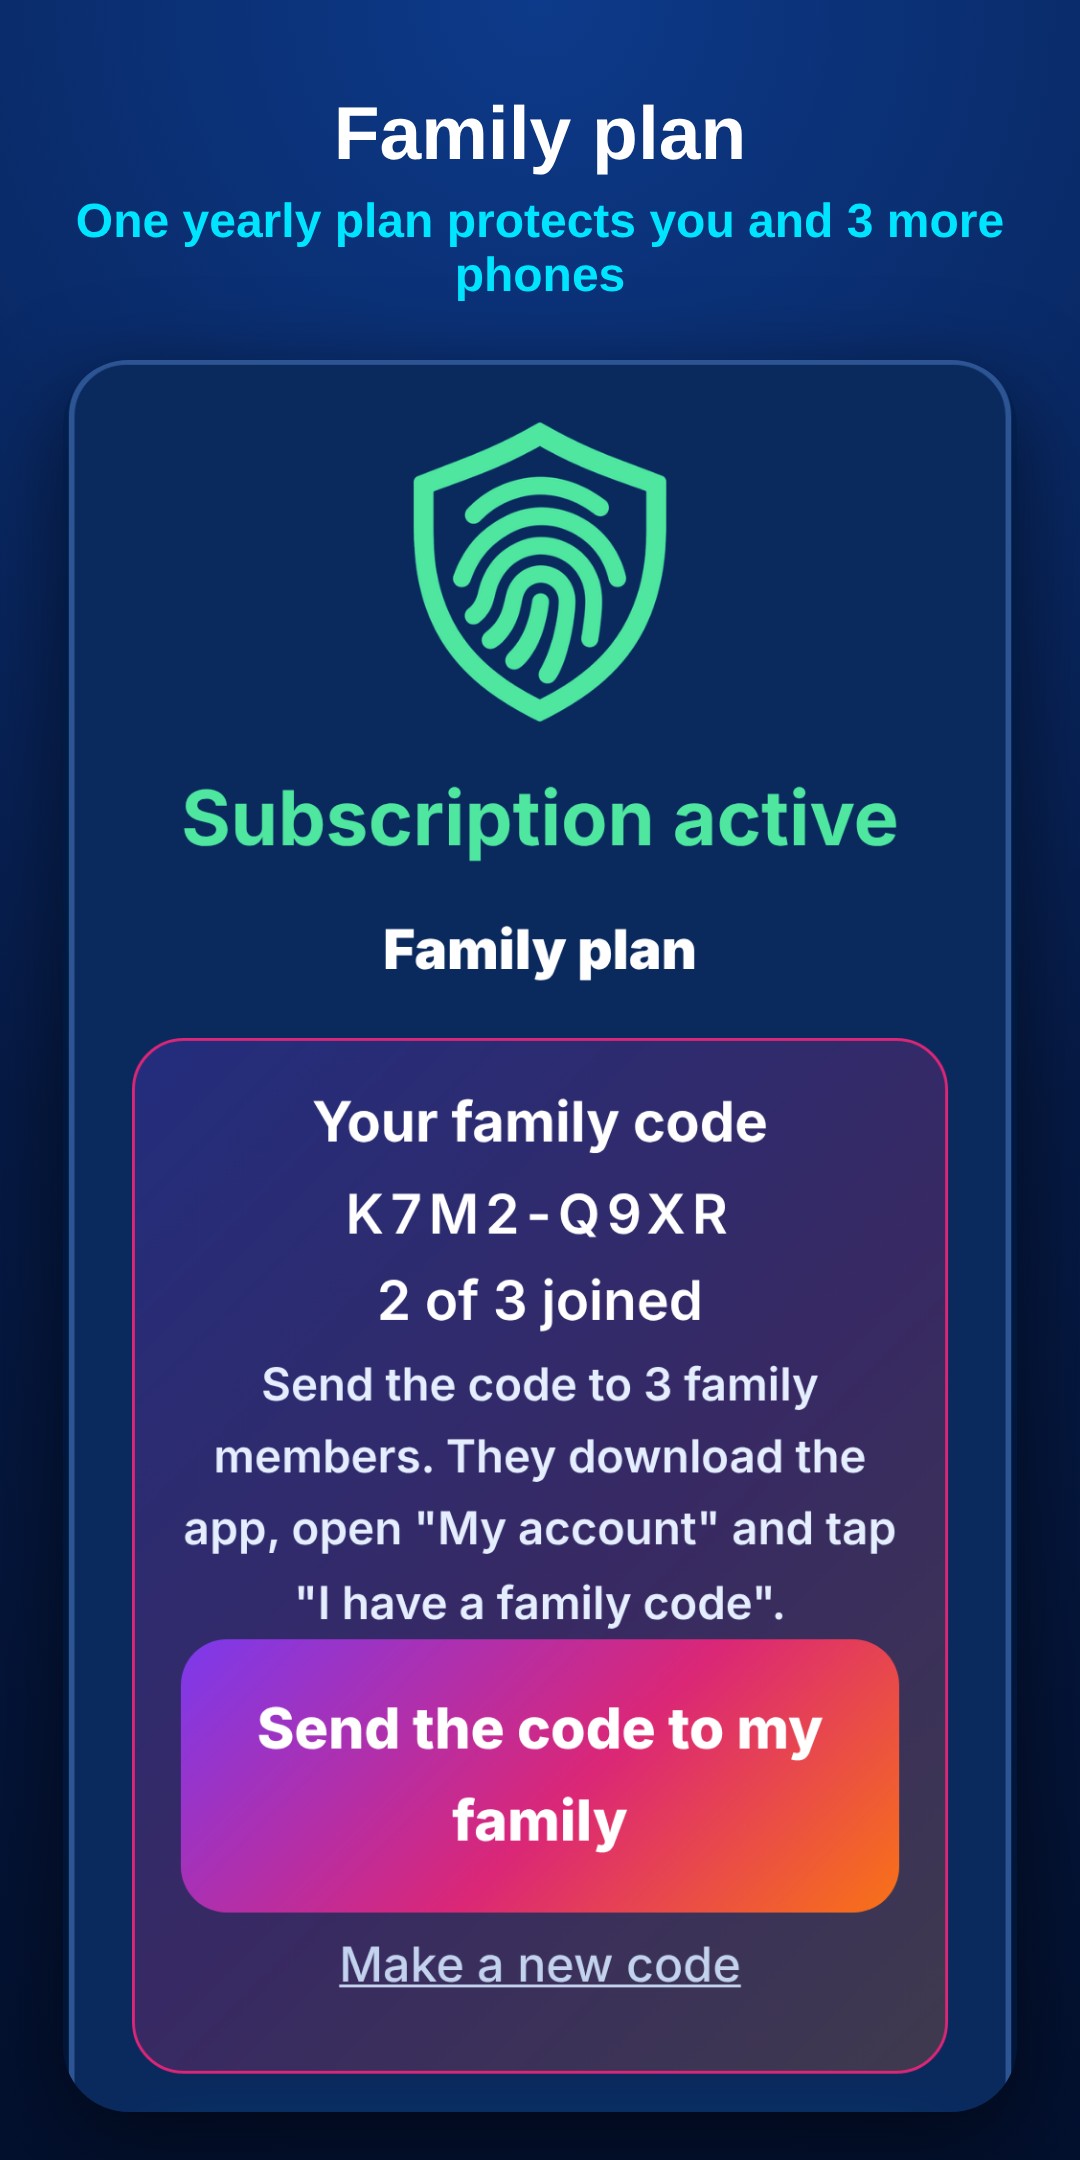 Family plan
One yearly plan protects you and 3 more
phones
Subscription active
Family plan
Your family code
K7M2-Q9XR
2 of 3 joined
Send the code to 3 family
members. They download the
app, open "My account" and tap
"I have a family code".
Send the code to my
family
Make a new code